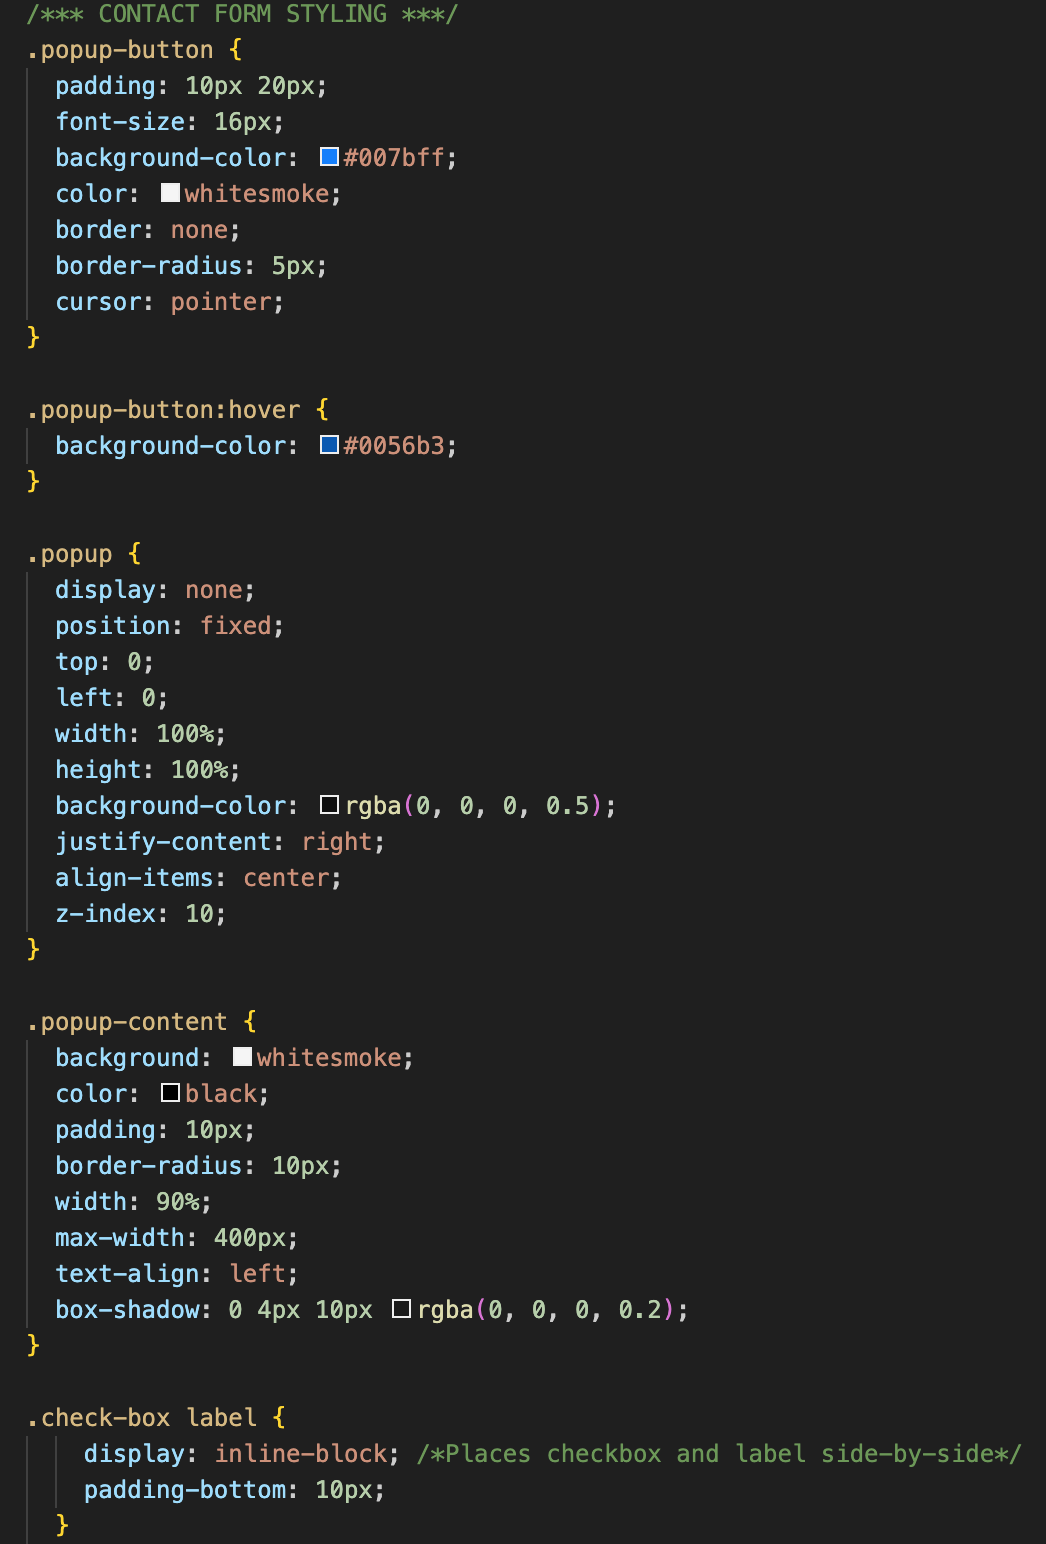 /*** CONTACT FORM STYLING ***/
.popup-button {
padding: 10px 20px;
font-size: 16px;
background-color: #007bff;
color: whitesmoke;
border: none;
border-radius: 5px;
cursor: pointer;
}
.popup-button:hover {
background-color: #0056b3;
}
.popup {
display: none;
position: fixed;
top: 0;
left: 0;
width: 100%;
height: 100%;
background-color: rgba(0, 0, 0, 0.5);
justify-content: right;
align-items: center;
z-index: 10;
}
.popup-content {
background: whitesmoke;
color: black;
padding: 10px;
border-radius: 10px;
width: 90%;
max-width: 400px;
text-align: left;
box-shadow: 0 4px 10px rgba(0, 0, 0, 0.2);
}
.check-box label {
display: inline-block; /*Places checkbox and label side-by-side*/
padding-bottom: 10px;
}